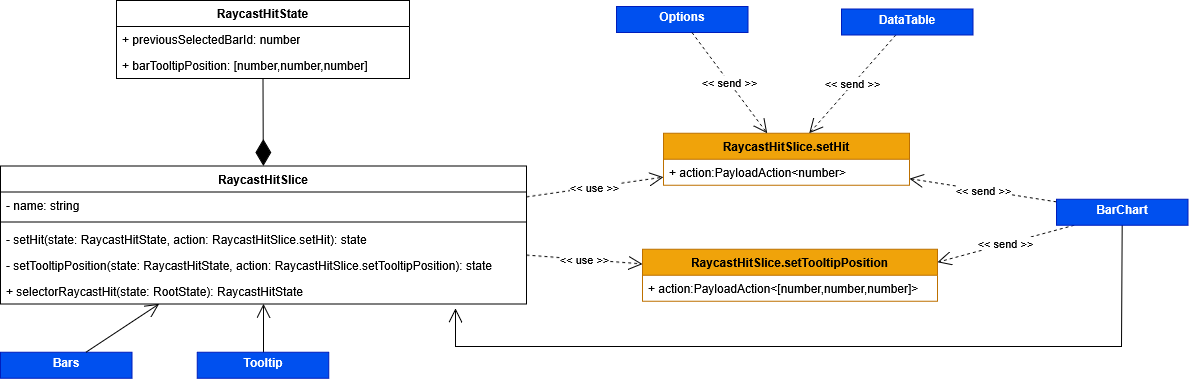 RaycastHitState
+ previousSelectedBarId: number
+ barTooltipPosition: [number,number,number]
Options
DataTable
<< send >>
<< send >>
RaycastHitSlice.setHit
+ action:PayloadAction<number>
RaycastHitSlice
- name: string
- setHit(state: RaycastHitState, action: RaycastHitSlice.setHit): state
- setTooltipPosition(state: RaycastHitState, action: RaycastHitSlice.setTooltipPosition): state
+ selectorRaycastHit(state: RootState): RaycastHitState
<< use >>
<< use >>
<< send >>
BarChart
<< send >>
RaycastHitSlice.setTooltipPosition
+ action:PayloadAction<[number,number,number]>
Bars
Tooltip